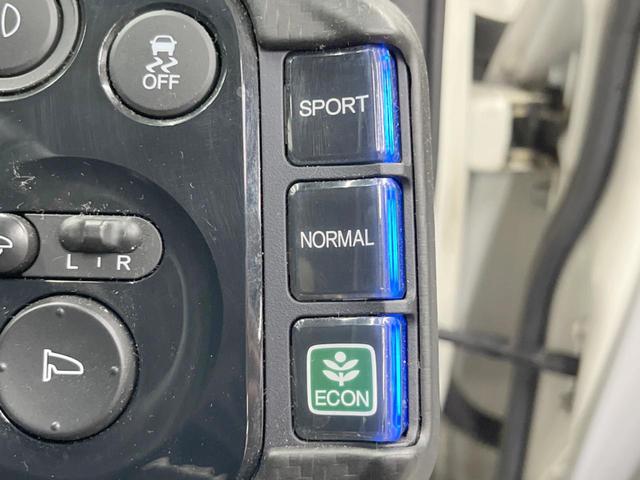 OFF
SPORT
NORMAL
L I R
ECON